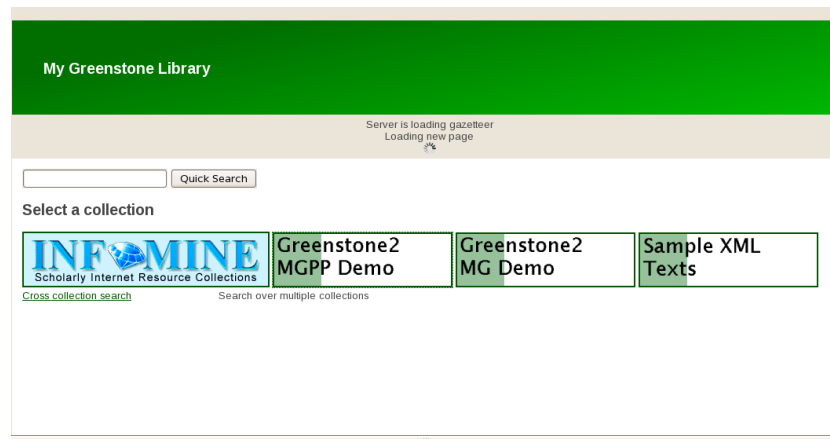 My Greenstone Library
Server is loading gazetteer
Loading new page
Quick Search
Select a collection
INFOMINE
Scholarly Internet Resource Collections
Greenstone2
MGPP Demo
Greenstone2
MG Demo
Sample XML
Texts
Cross collection search Search over multiple collections